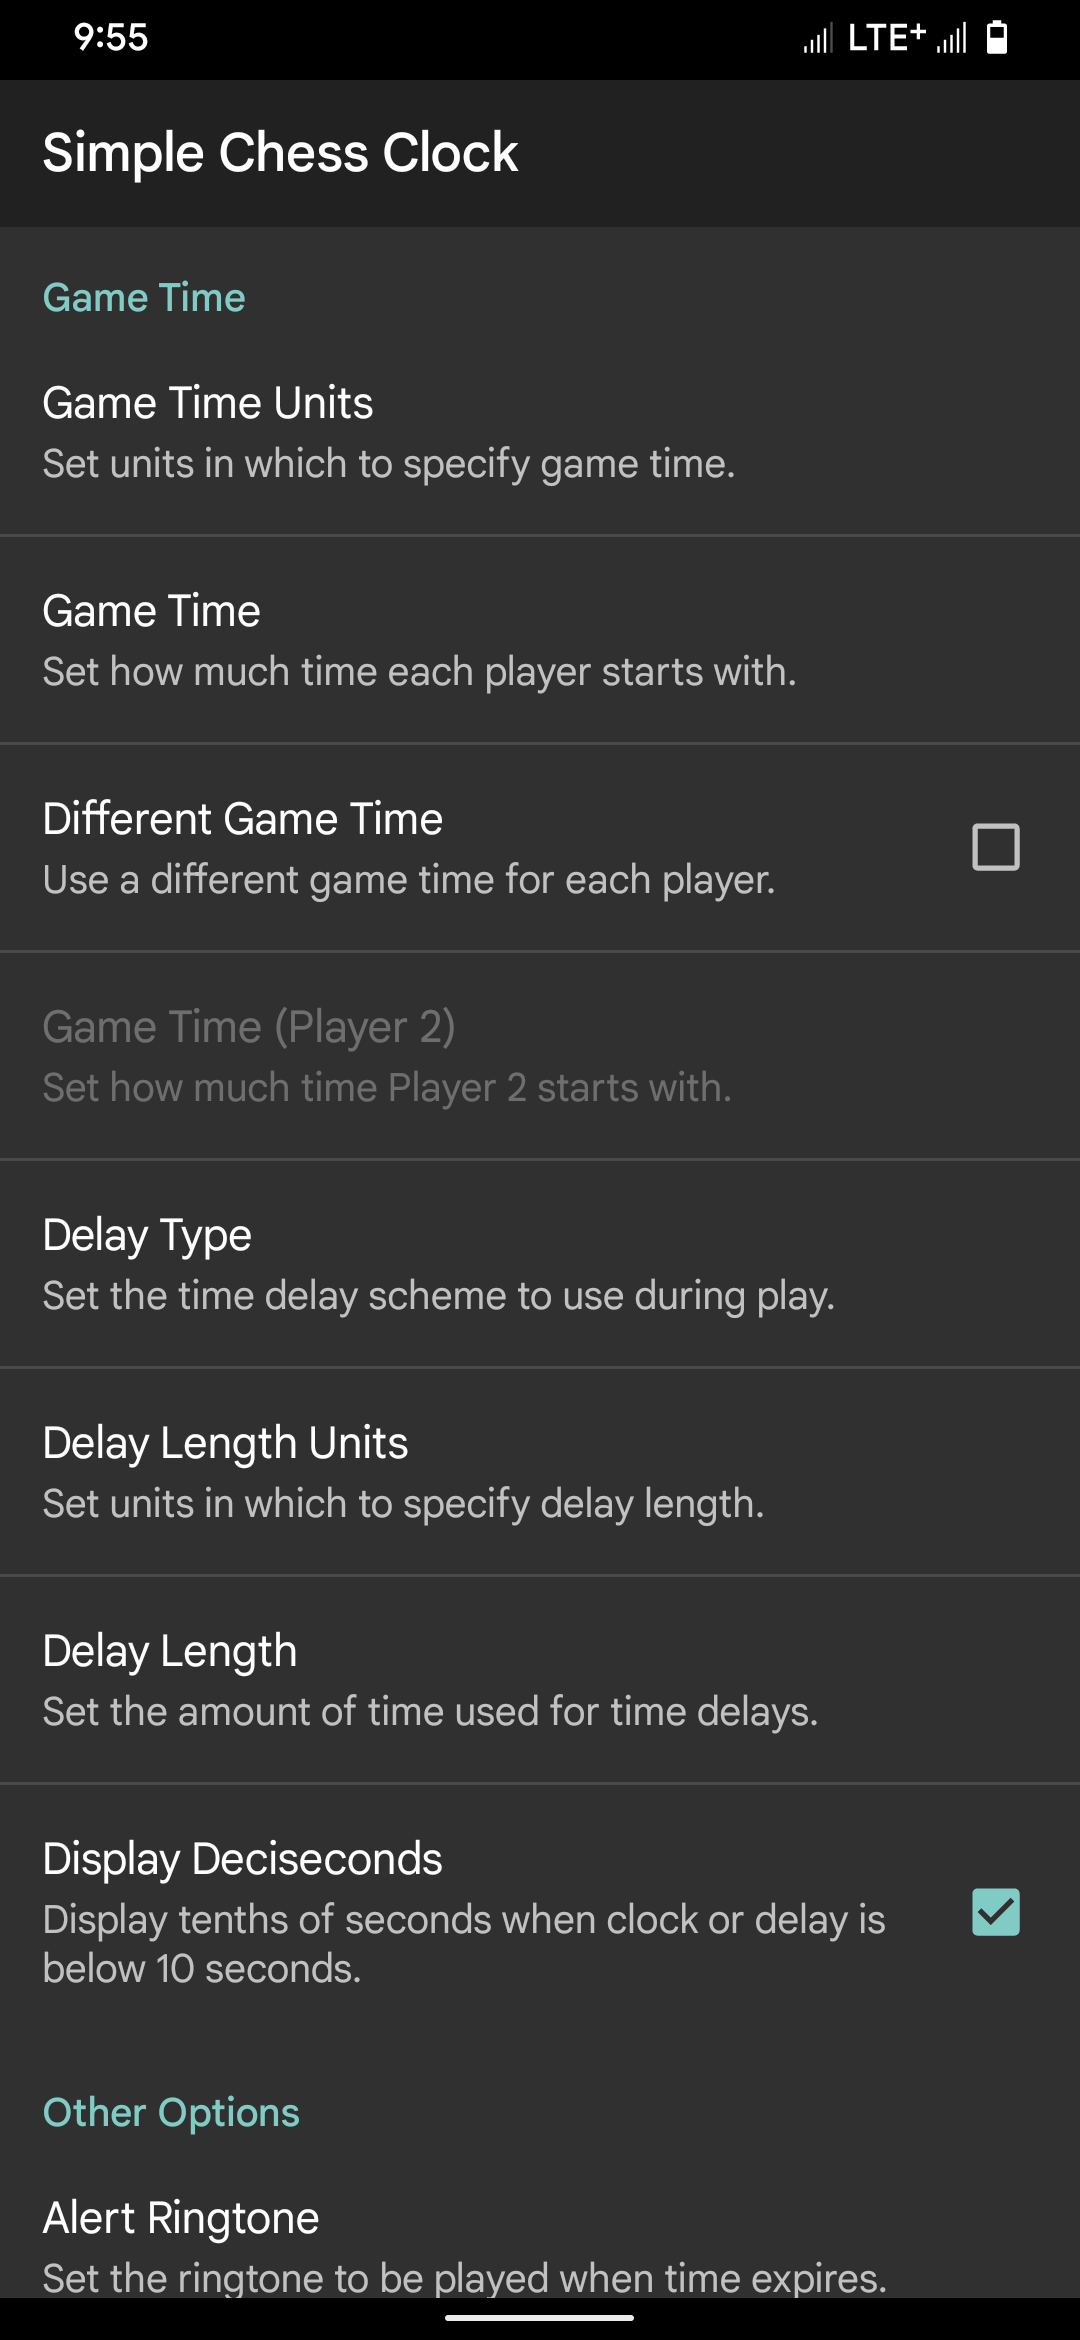 9:55
LTE+
Simple Chess Clock
Game Time
Game Time Units
Set units in which to specify game time.
Game Time
Set how much time each player starts with.
Different Game Time
Use a different game time for each player.
Game Time (Player 2)
Set how much time Player 2 starts with.
Delay Type
Set the time delay scheme to use during play.
Delay Length Units
Set units in which to specify delay length.
Delay Length
Set the amount of time used for time delays.
Display Deciseconds
Display tenths of seconds when clock or delay is
below 10 seconds.
Other Options
Alert Ringtone
Set the ringtone to be played when time expires.